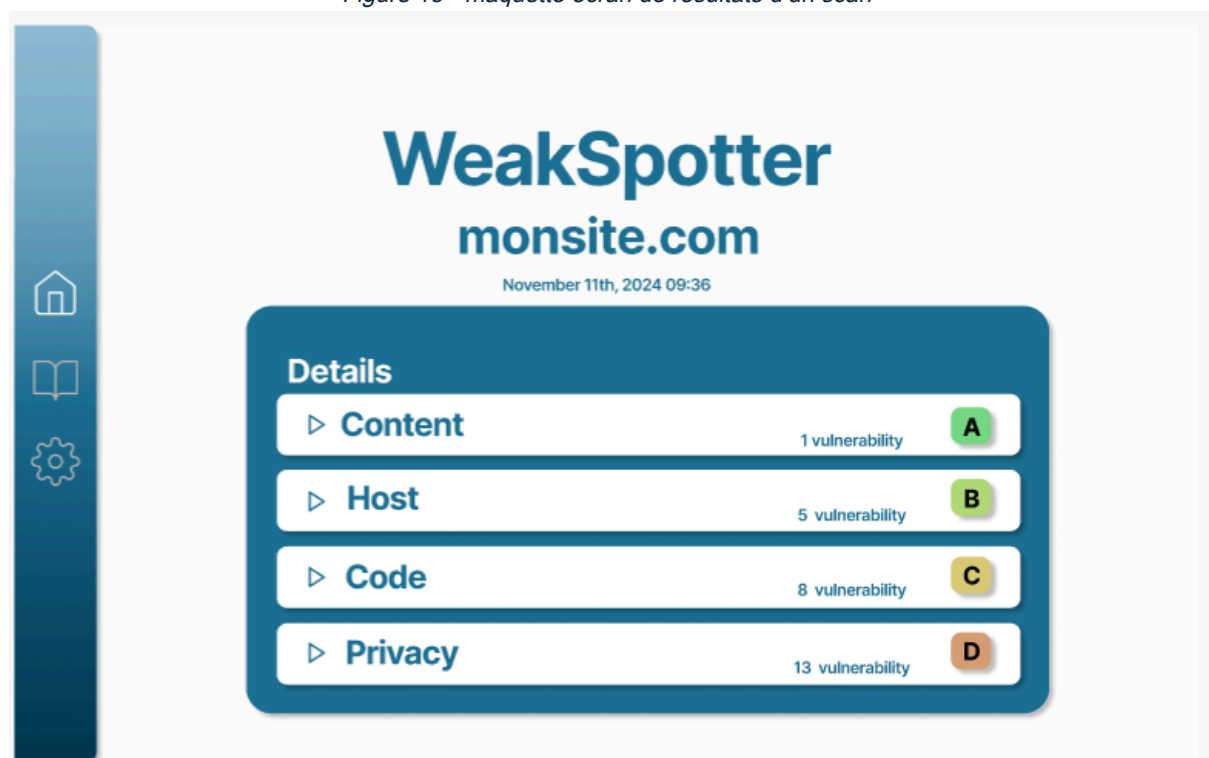 WeakSpotter
monsite.com
November 11th, 2024 09:36
Details
Content
1 vulnerability
A
Host
5 vulnerability
B
Code
8 vulnerability
C
Privacy
13 vulnerability
D